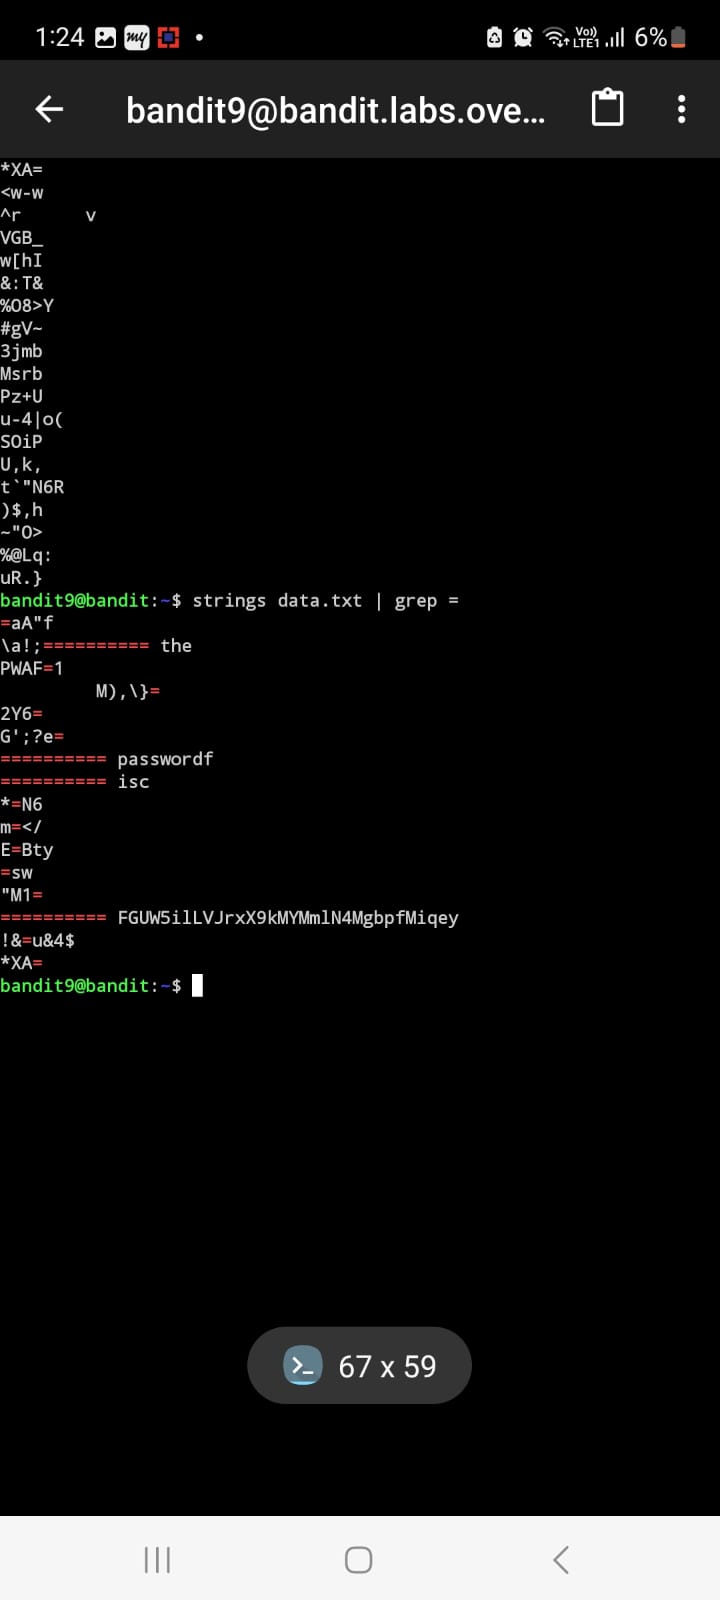 1:24 my Vo)) LTE1 6%
bandit9@bandit.labs.ove...
*XA=
<w-w
^r v
VGB_
w[hI
&:T&
%O8>Y
#gV~
3jmb
Msrb
Pz+U
u-4|o(
SOiP
U,k,
t`"N6R
)$,h
~"O>
%@Lq:
uR.}
bandit9@bandit:~$ strings data.txt | grep =
=aA"f
\a!;========== the
PWAF=1
M),\}=
2Y6=
G';?e=
========== passwordf
========== isc
*=N6
m=</
E=Bty
=sw
"M1=
========== FGUW5ilLVJrxX9kMYMmlN4MgbpfMiqey
!&=u&4$
*XA=
bandit9@bandit:~$
67 x 59